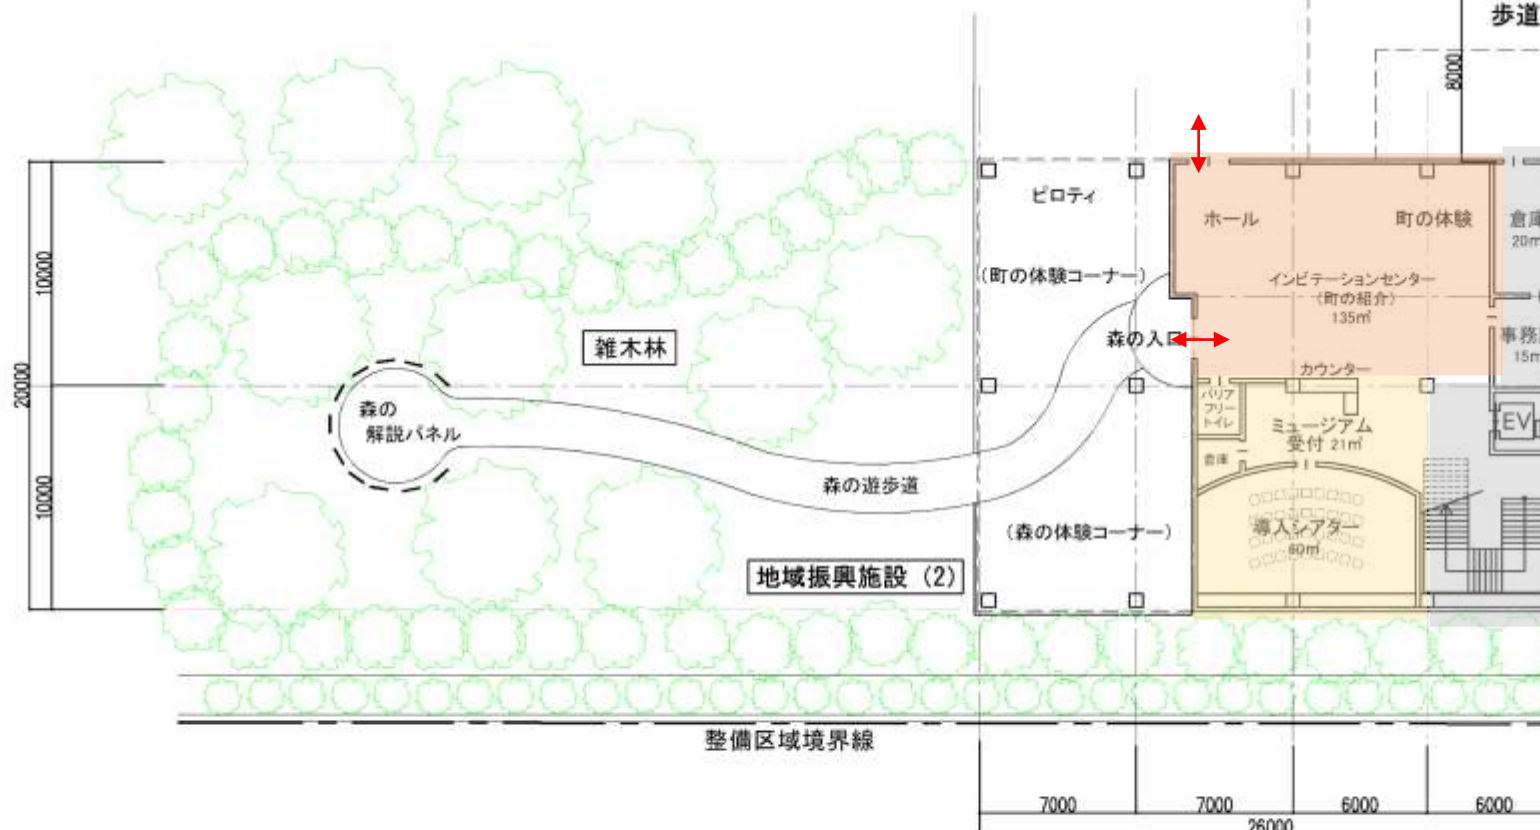 歩道
8000
ピロティ
ホール
町の体験
倉庫
20㎡
(町の体験コーナー)
インビテーションセンター
(町の紹介)
135㎡
10000
雑木林
森の入口
事務
15㎡
20000
カウンター
バリア
フリー
トイレ
森の
解説パネル
ミュージアム
受付 21㎡
EV
倉庫
10000
森の遊歩道
(森の体験コーナー)
導入シアター
60㎡
地域振興施設 (2)
整備区域境界線
7000
7000
6000
6000
26000